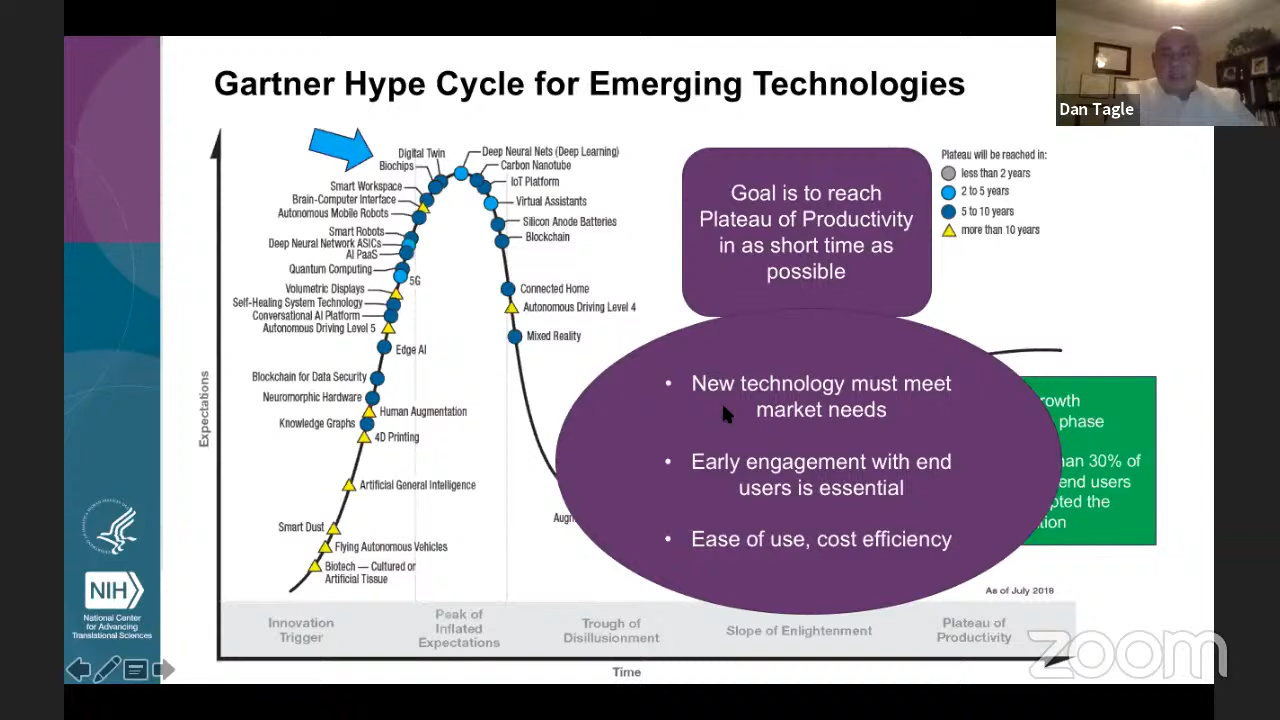 Gartner Hype Cycle for Emerging Technologies
Dan Tagle
Digital Twin
Biochips
Smart Workspace
Brain-Computer Interface
Autonomous Mobile Robots
Smart Robots
Deep Neural Network ASICs
AI PaaS
Quantum Computing
5G
Volumetric Displays
Self-Healing System Technology
Conversational AI Platform
Autonomous Driving Level 5
Edge AI
Blockchain for Data Security
Neuromorphic Hardware
Human Augmentation
Knowledge Graphs
4D Printing
Artificial General Intelligence
Smart Dust
Flying Autonomous Vehicles
Biotech — Cultured or
Artificial Tissue
Deep Neural Nets (Deep Learning)
Carbon Nanotube
IoT Platform
Virtual Assistants
Silicon Anode Batteries
Blockchain
Connected Home
Autonomous Driving Level 4
Mixed Reality
Goal is to reach
Plateau of Productivity
in as short time as
possible
Plateau will be reached in:
less than 2 years
2 to 5 years
5 to 10 years
more than 10 years
• New technology must meet
market needs
• Early engagement with end
users is essential
• Ease of use, cost efficiency
phase
30% of
end users
As of July 2018
Expectations
Innovation
Trigger
Peak of
Inflated
Expectations
Trough of
Disillusionment
Slope of Enlightenment
Plateau of
Productivity
Time
NIH
National Center
for Advancing
Translational Sciences
zoom